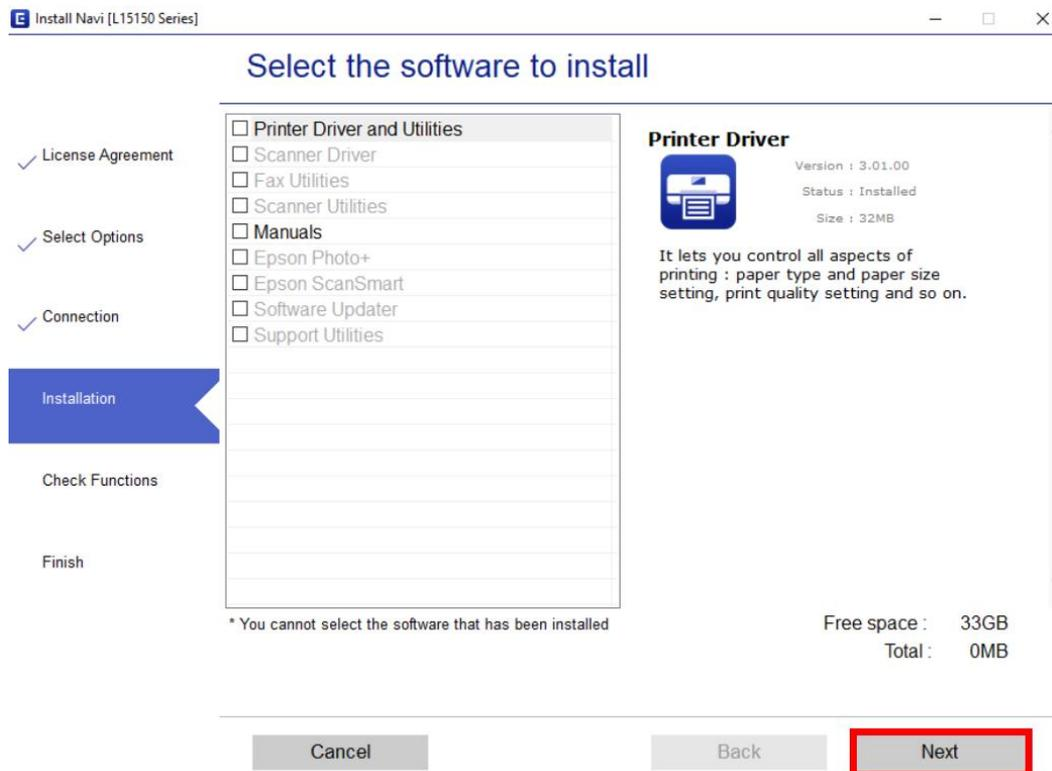 E Install Navi [L15150 Series]
Select the software to install
License Agreement
Select Options
Connection
Installation
Check Functions
Finish
Printer Driver and Utilities
Scanner Driver
Fax Utilities
Scanner Utilities
Manuals
Epson Photo+
Epson ScanSmart
Software Updater
Support Utilities
* You cannot select the software that has been installed
Printer Driver
Version : 3.01.00
Status : Installed
Size : 32MB
It lets you control all aspects of
printing : paper type and paper size
setting, print quality setting and so on.
Free space : 33GB
Total : 0MB
Cancel
Back
Next